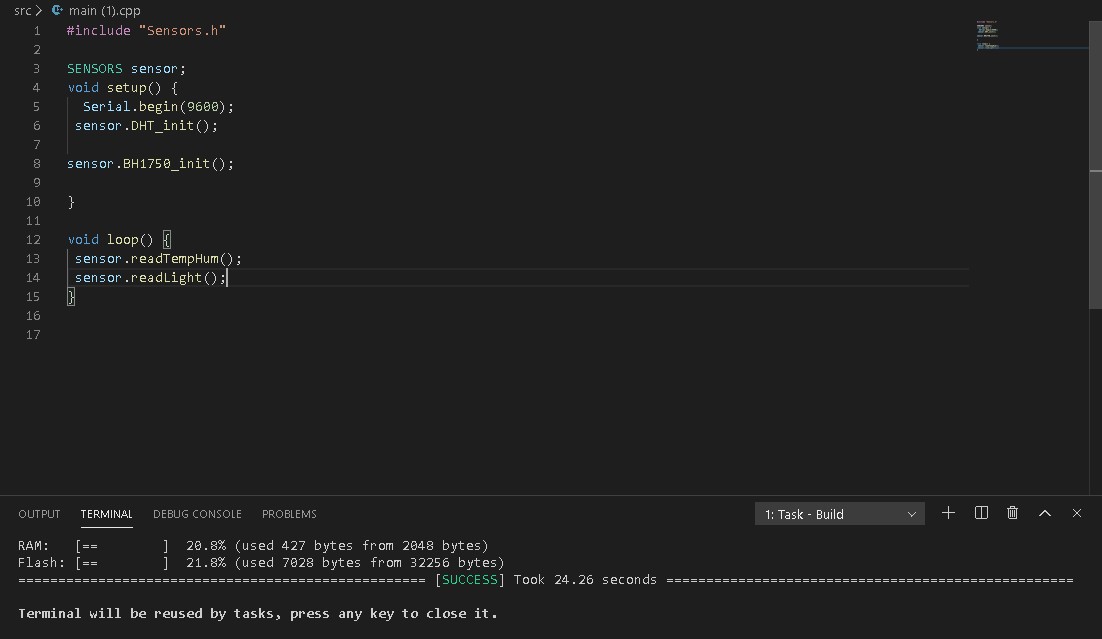 src > main (1).cpp
1 #include "Sensors.h"
2
3 SENSORS sensor;
4 void setup() {
5   Serial.begin(9600);
6  sensor.DHT_init();
7
8 sensor.BH1750_init();
9
10 }
11
12 void loop() {
13  sensor.readTempHum();
14  sensor.readLight();
15 }
16
17
OUTPUT TERMINAL DEBUG CONSOLE PROBLEMS 1: Task - Build
RAM:   [==        ]  20.8% (used 427 bytes from 2048 bytes)
Flash: [==        ]  21.8% (used 7028 bytes from 32256 bytes)
=================================================== [SUCCESS] Took 24.26 seconds ===================================================
Terminal will be reused by tasks, press any key to close it.